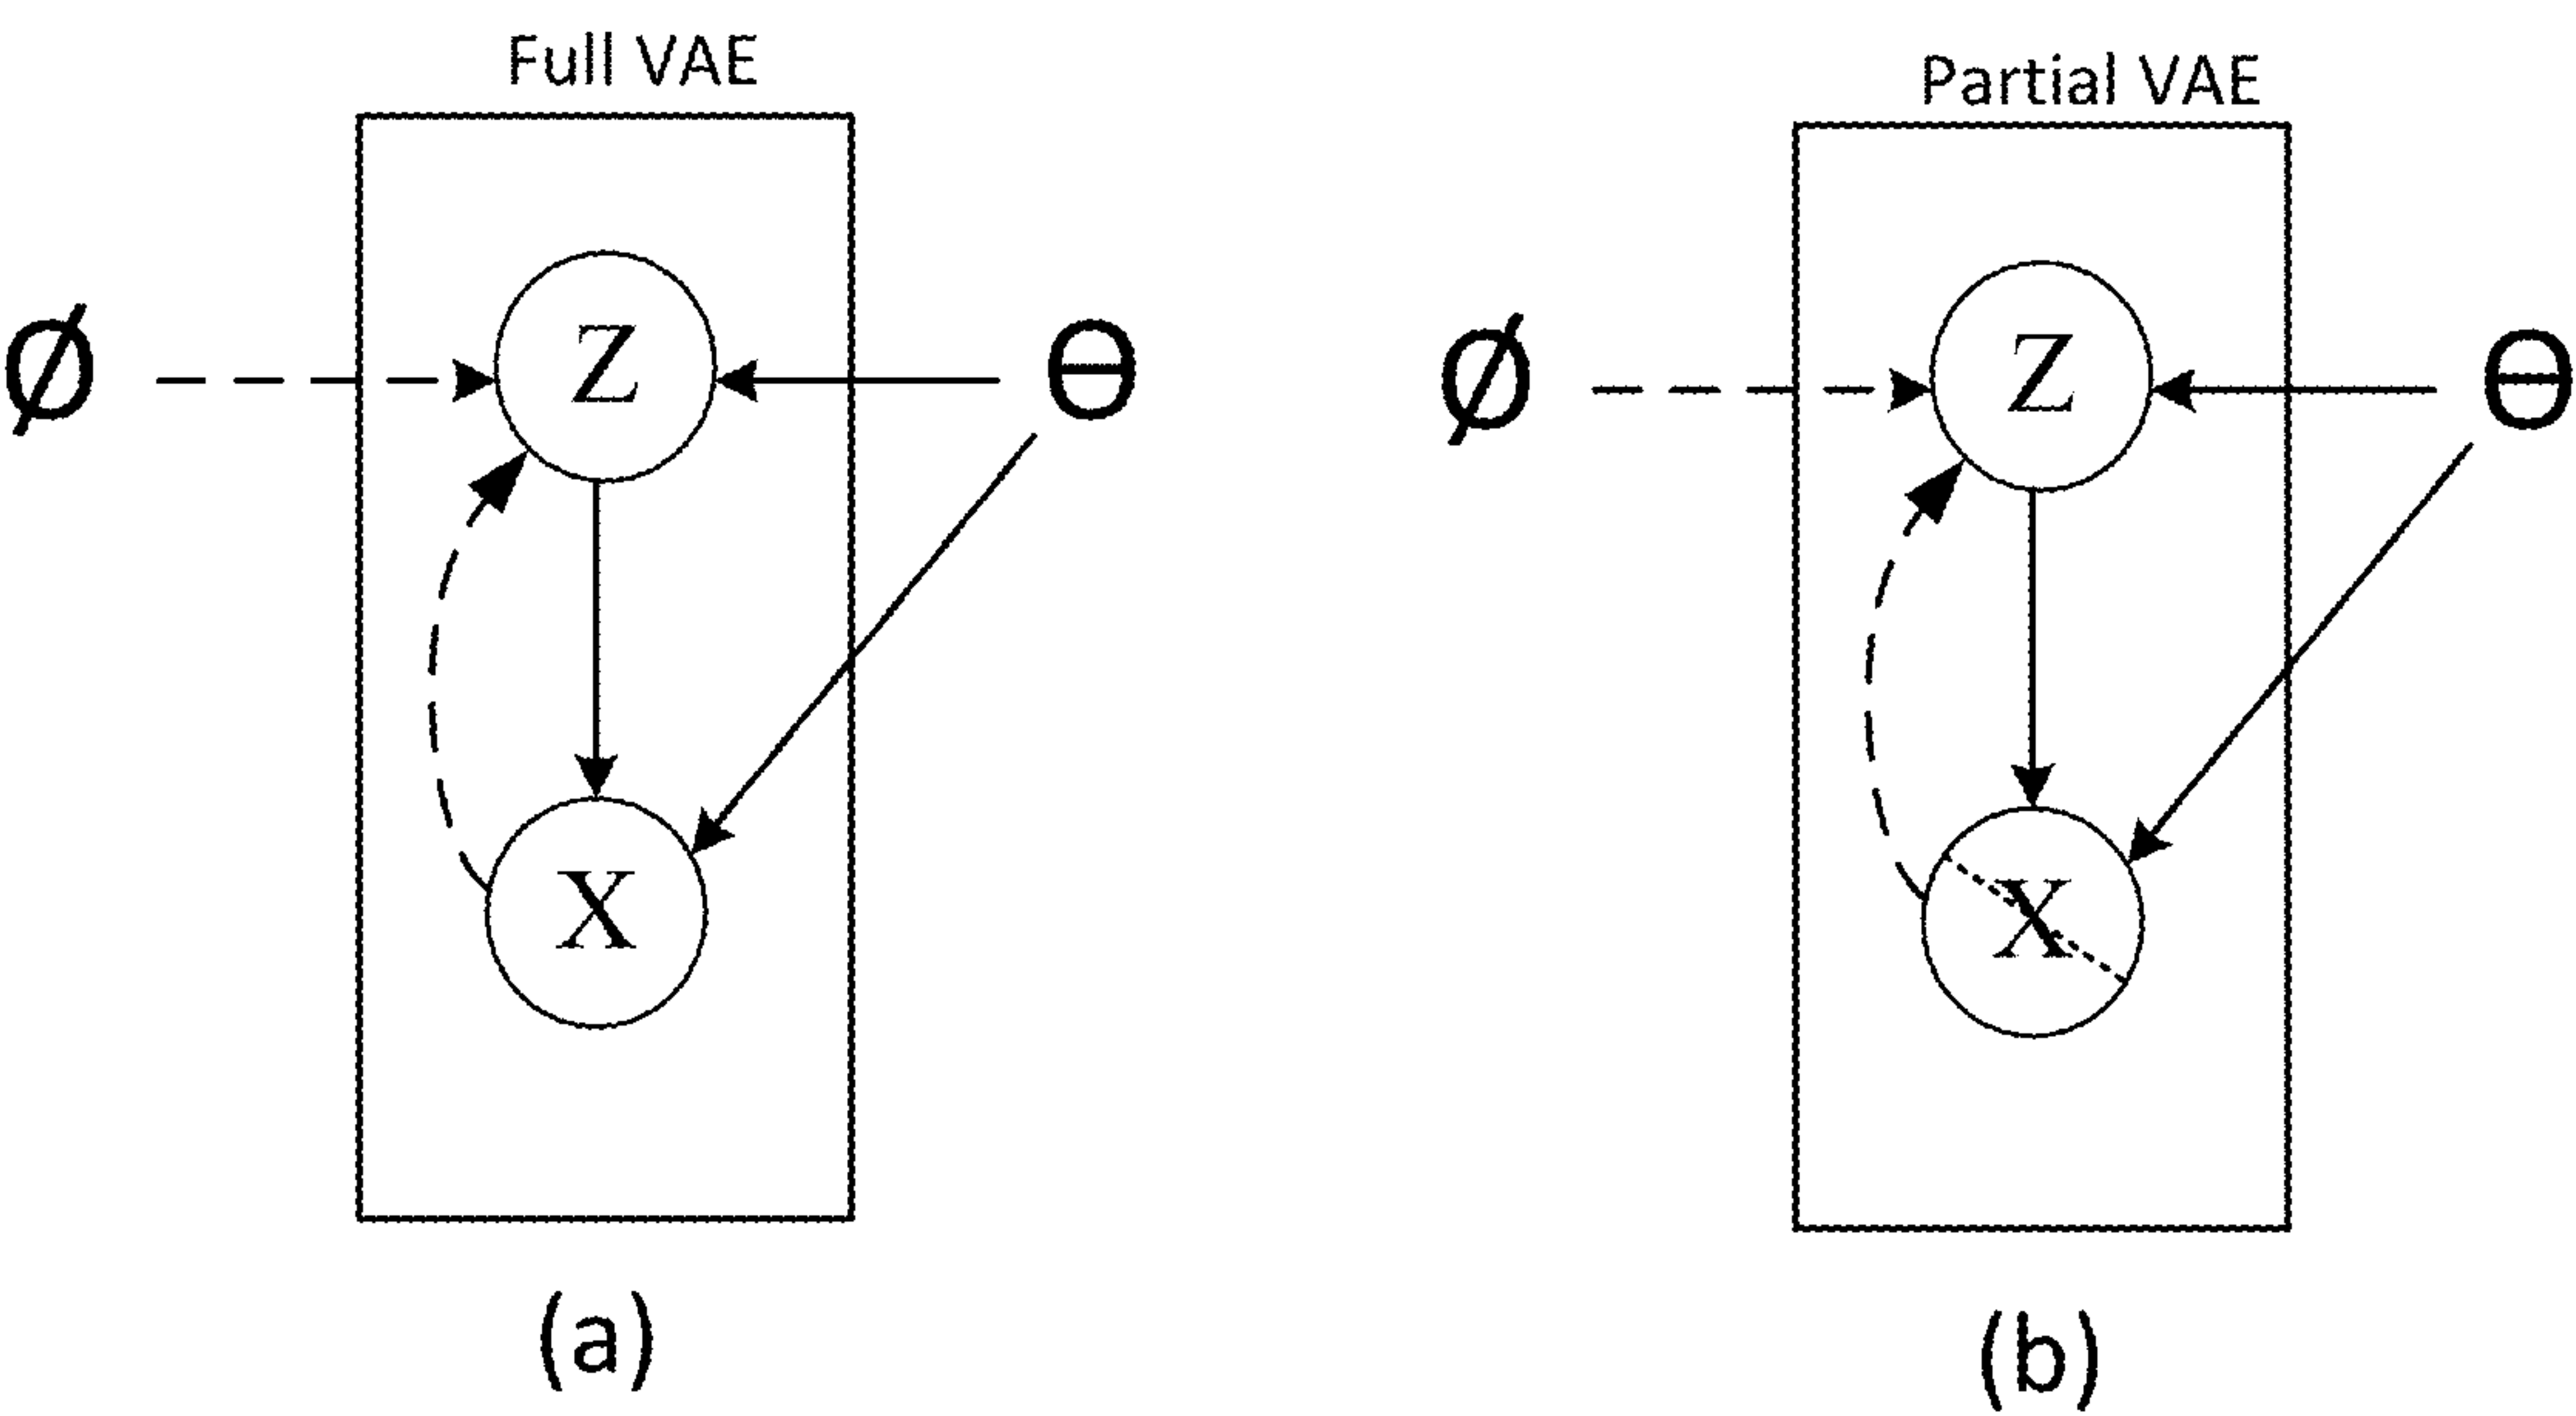 Full VAE
Ø
Z
Ɵ
X
(a)
Partial VAE
Ø
Z
Ɵ
X
(b)